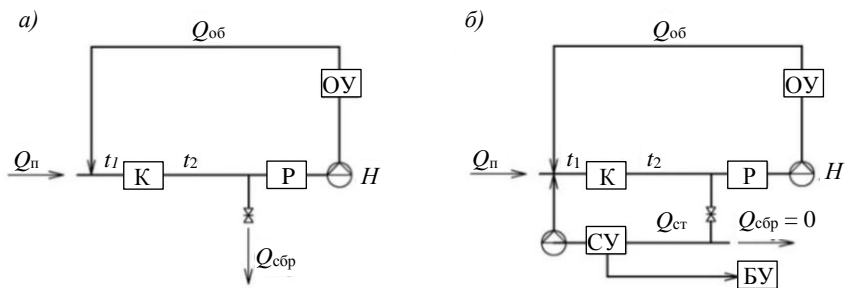 а)
Qоб
ОУ
Qп
t1
К
t2
Р
Н
Qсбр
б)
Qоб
ОУ
Qп
t1
К
t2
Р
Н
Qст
Qсбр = 0
СУ
БУ